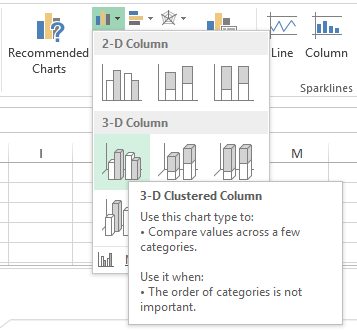 Recommended
Charts
2-D Column
3-D Column
Line
Column
Sparklines
I
M
3-D Clustered Column
Use this chart type to:
• Compare values across a few
categories.
Use it when:
• The order of categories is not
important.